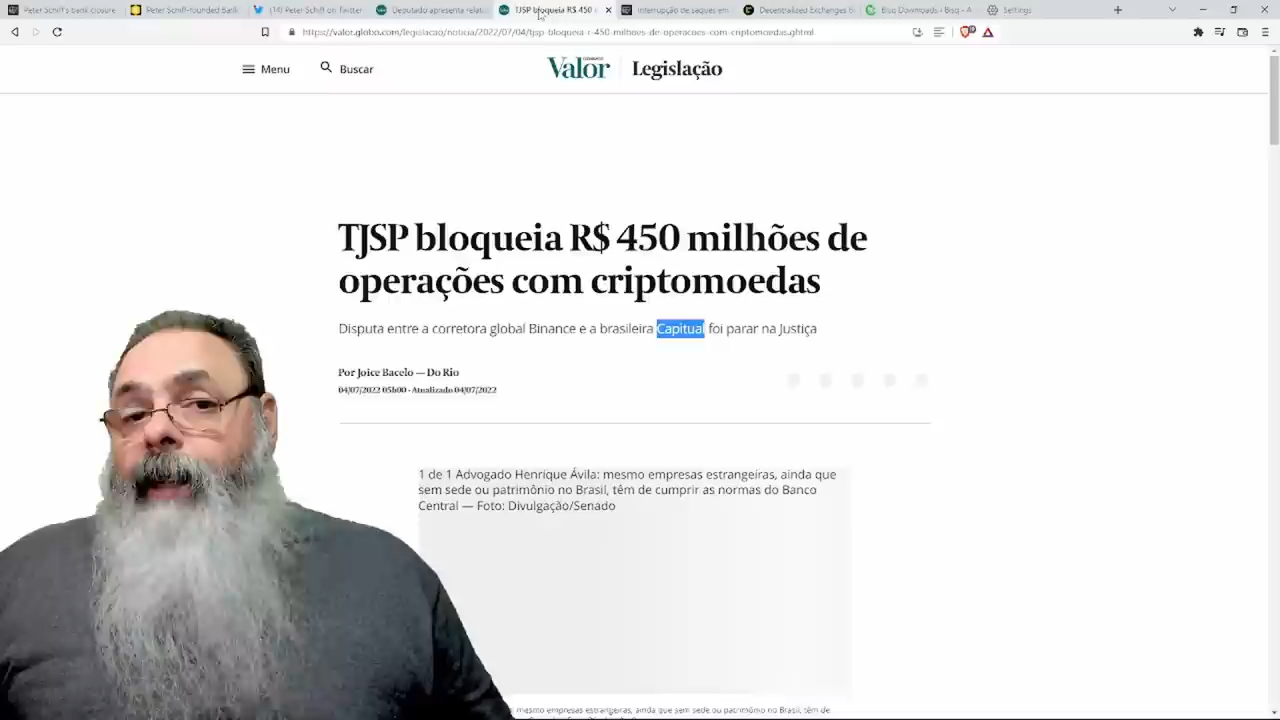 Peter Schiff's bank closure
Peter Schiff-founded Bank
(14) Peter Schiff on Twitter
Deputado apresenta relat
TJSP bloqueia R$ 450
Interrupção de saques em
Decentralized Exchanges
Settings
https://valor.globo.com/legislacao/noticia/2022/07/04/tjsp-bloqueia-r-450-milhoes-de-operacoes-com-criptomoedas.ghtml
Menu
Buscar
Valor
Legislação
TJSP bloqueia R$ 450 milhões de
operações com criptomoedas
Disputa entre a corretora global Binance e a brasileira Capitual foi parar na Justiça
Por Joice Bacelo — Do Rio
04/07/2022 05h00 · Atualizado 04/07/2022
1 de 1 Advogado Henrique Ávila: mesmo empresas estrangeiras, ainda que
sem sede ou patrimônio no Brasil, têm de cumprir as normas do Banco
Central — Foto: Divulgação/Senado
mesmo empresas estrangeiras, ainda que sem sede ou patrimônio no Brasil, têm de